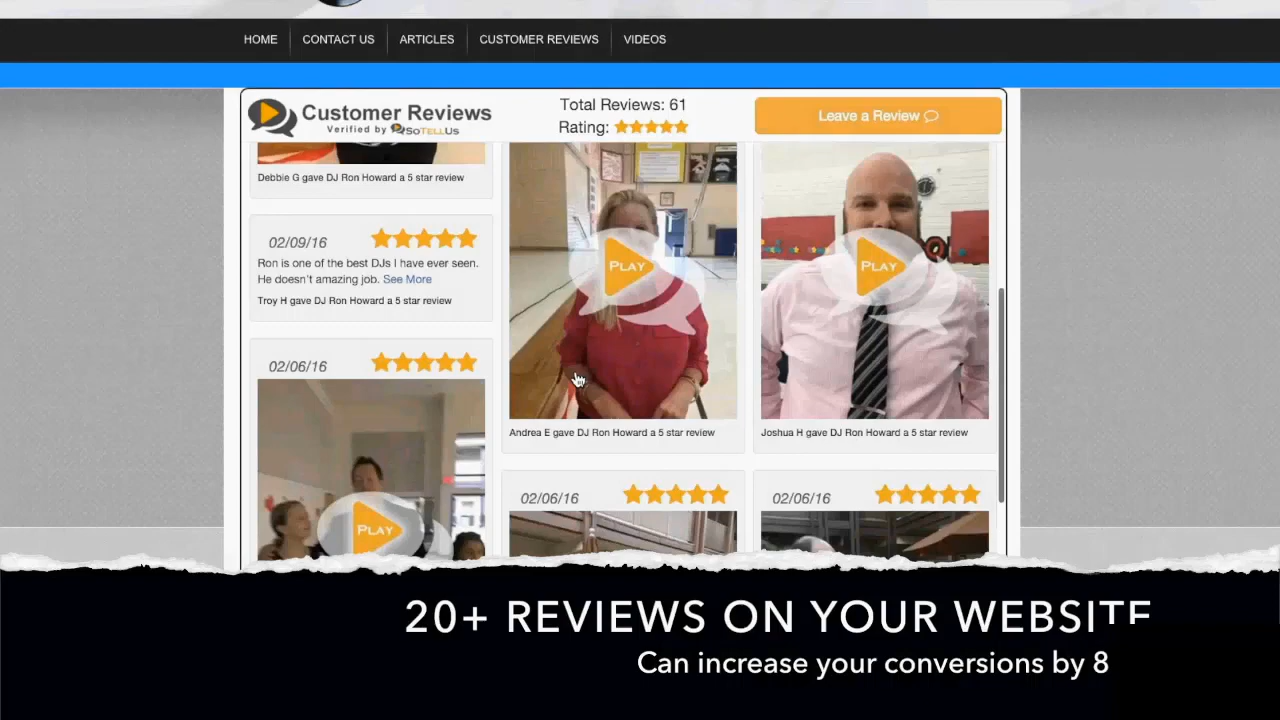 HOME
CONTACT US
ARTICLES
CUSTOMER REVIEWS
VIDEOS
Customer Reviews
Verified by SoTellUs
Total Reviews: 61
Rating:
Leave a Review
Debbie G gave DJ Ron Howard a 5 star review
02/09/16
Ron is one of the best DJs I have ever seen.
He doesn't amazing job. See More
Troy H gave DJ Ron Howard a 5 star review
02/06/16
PLAY
PLAY
Andrea E gave DJ Ron Howard a 5 star review
02/06/16
PLAY
Joshua H gave DJ Ron Howard a 5 star review
02/06/16
20+ REVIEWS ON YOUR WEBSITE
Can increase your conversions by 8